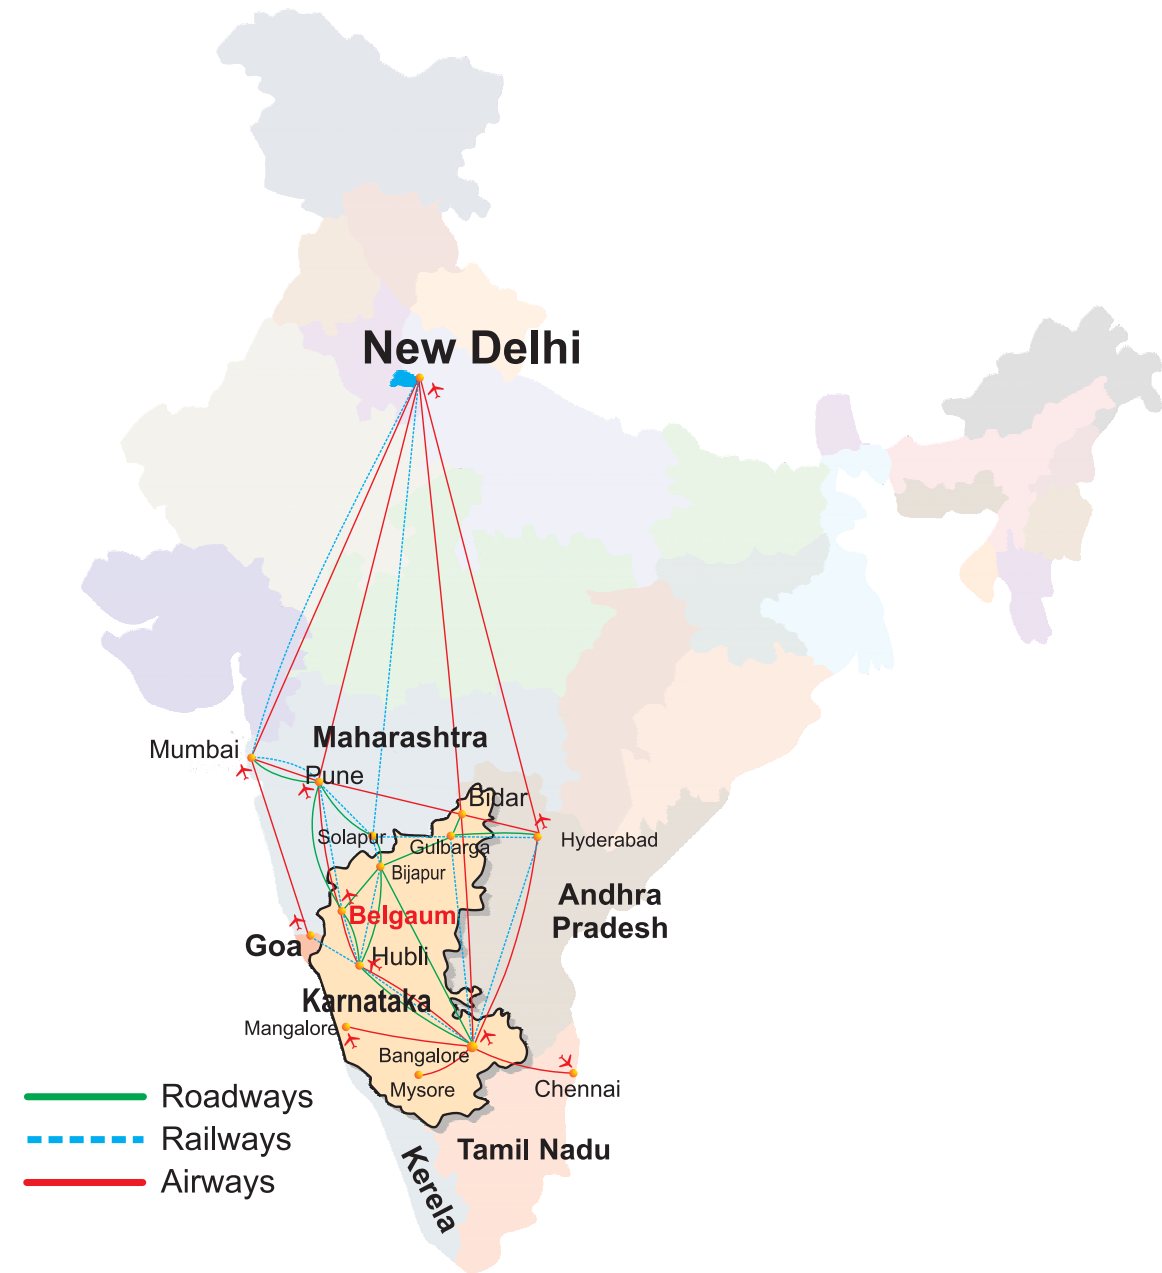 New Delhi
Maharashtra
Mumbai
Pune
Bidar
Solapur
Gulbarga
Hyderabad
Bijapur
Andhra
Pradesh
Belgaum
Goa
Hubli
Karnataka
Mangalore
Bangalore
Mysore
Chennai
Roadways
Railways
Airways
Tamil Nadu
Kerela